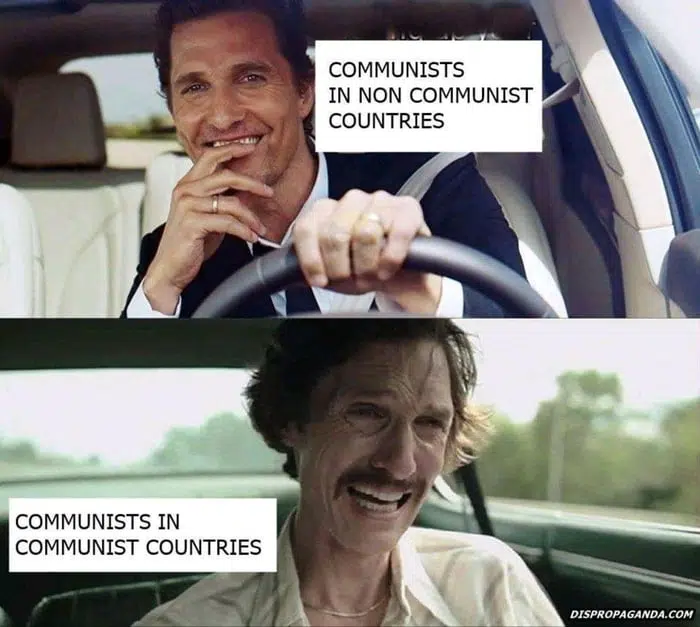 COMMUNISTS
IN NON COMMUNIST
COUNTRIES
COMMUNISTS IN
COMMUNIST COUNTRIES
DISPROPAGANDA.COM